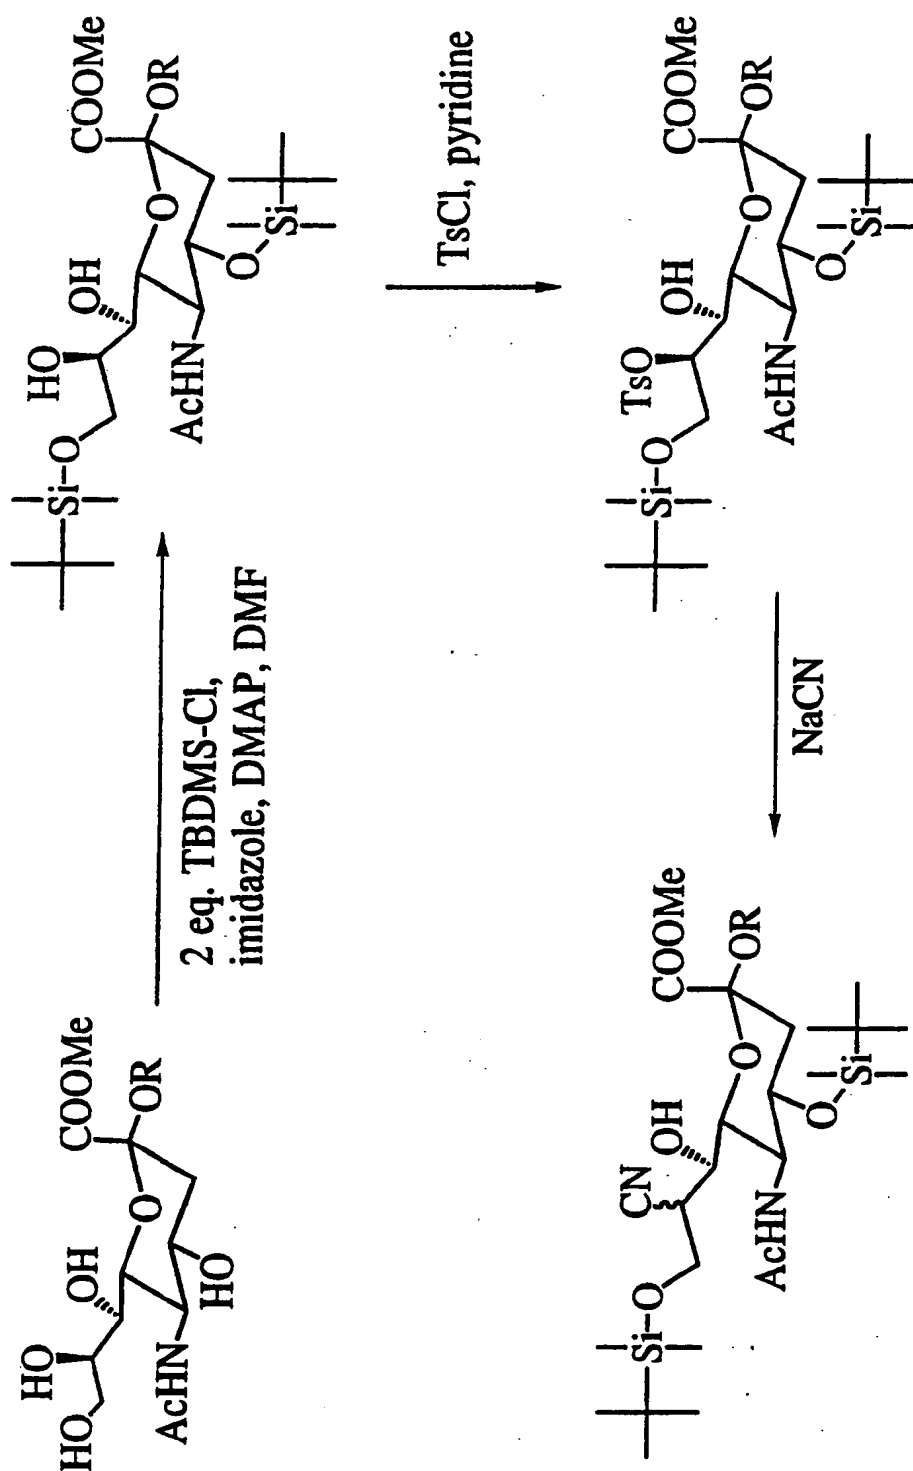 HO
HO
OH
COOMe
O
OR
AcHN
HO
2 eq. TBDMS-Cl,
imidazole, DMAP, DMF
Si-O
HO
OH
COOMe
O
OR
AcHN
O
Si
TsCl, pyridine
Si-O
TsO
OH
COOMe
O
OR
AcHN
O
Si
NaCN
Si-O
CN
OH
COOMe
O
OR
AcHN
O
Si